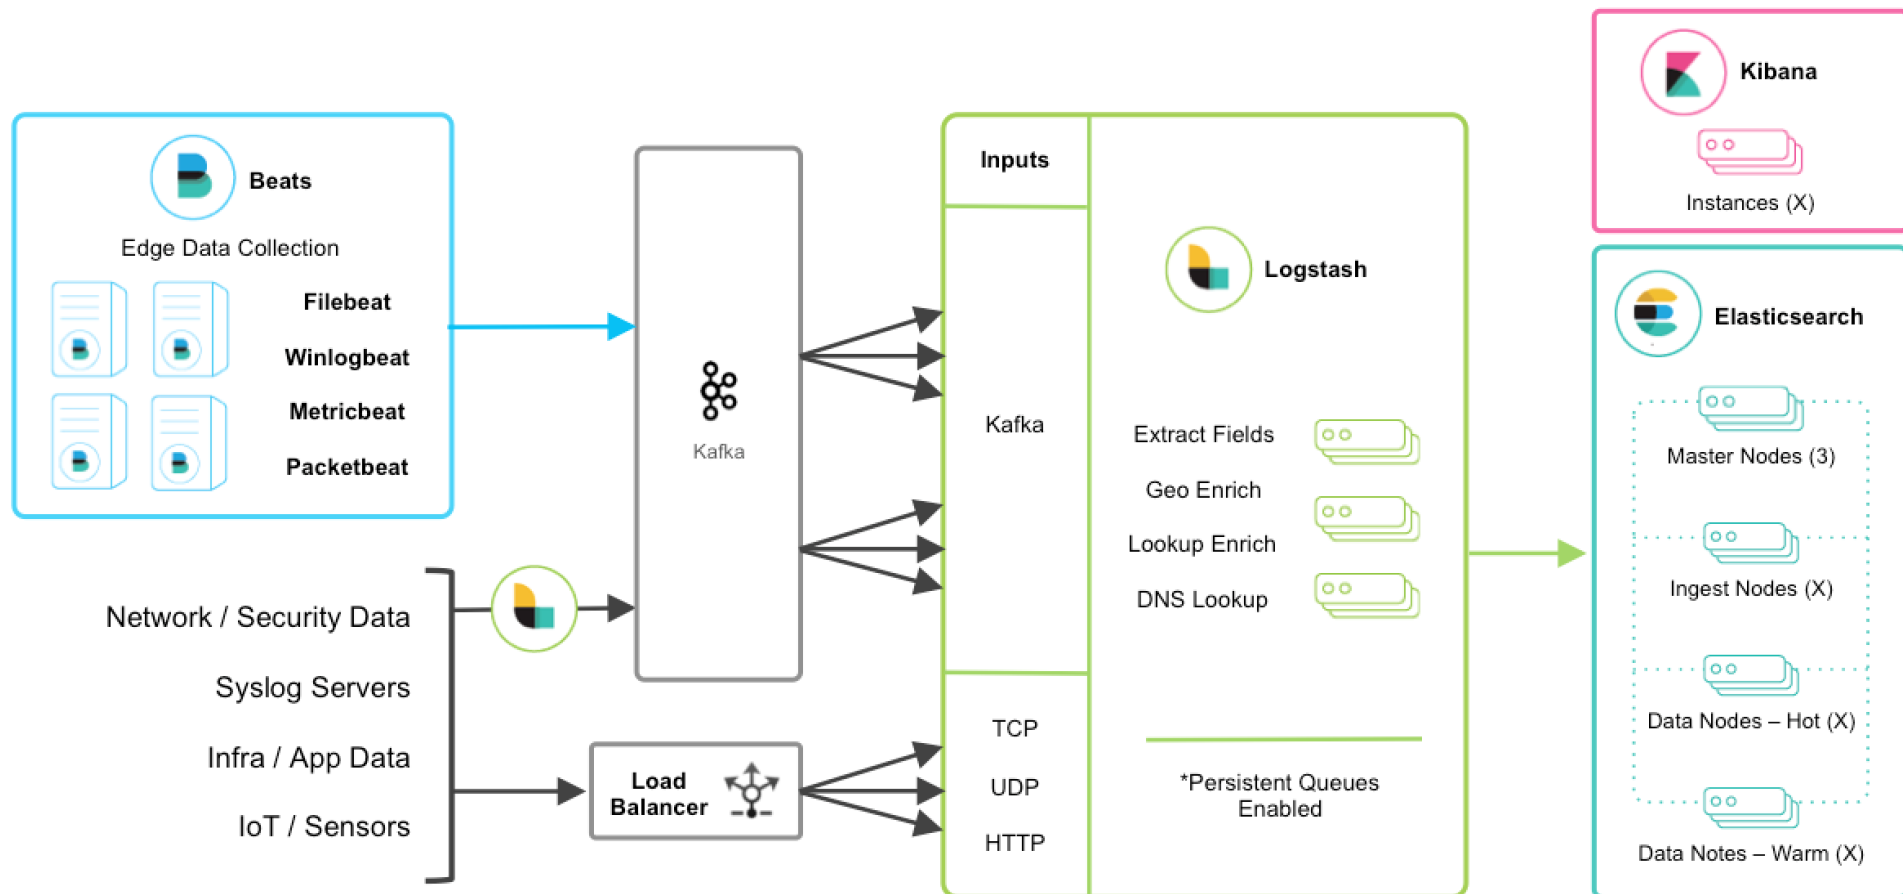 Beats
Edge Data Collection
Filebeat
Winlogbeat
Metricbeat
Packetbeat
Network / Security Data
Syslog Servers
Infra / App Data
IoT / Sensors
Kafka
Load
Balancer
Inputs
Kafka
TCP
UDP
HTTP
Logstash
Extract Fields
Geo Enrich
Lookup Enrich
DNS Lookup
*Persistent Queues
Enabled
Kibana
Instances (X)
Elasticsearch
Master Nodes (3)
Ingest Nodes (X)
Data Nodes – Hot (X)
Data Notes – Warm (X)